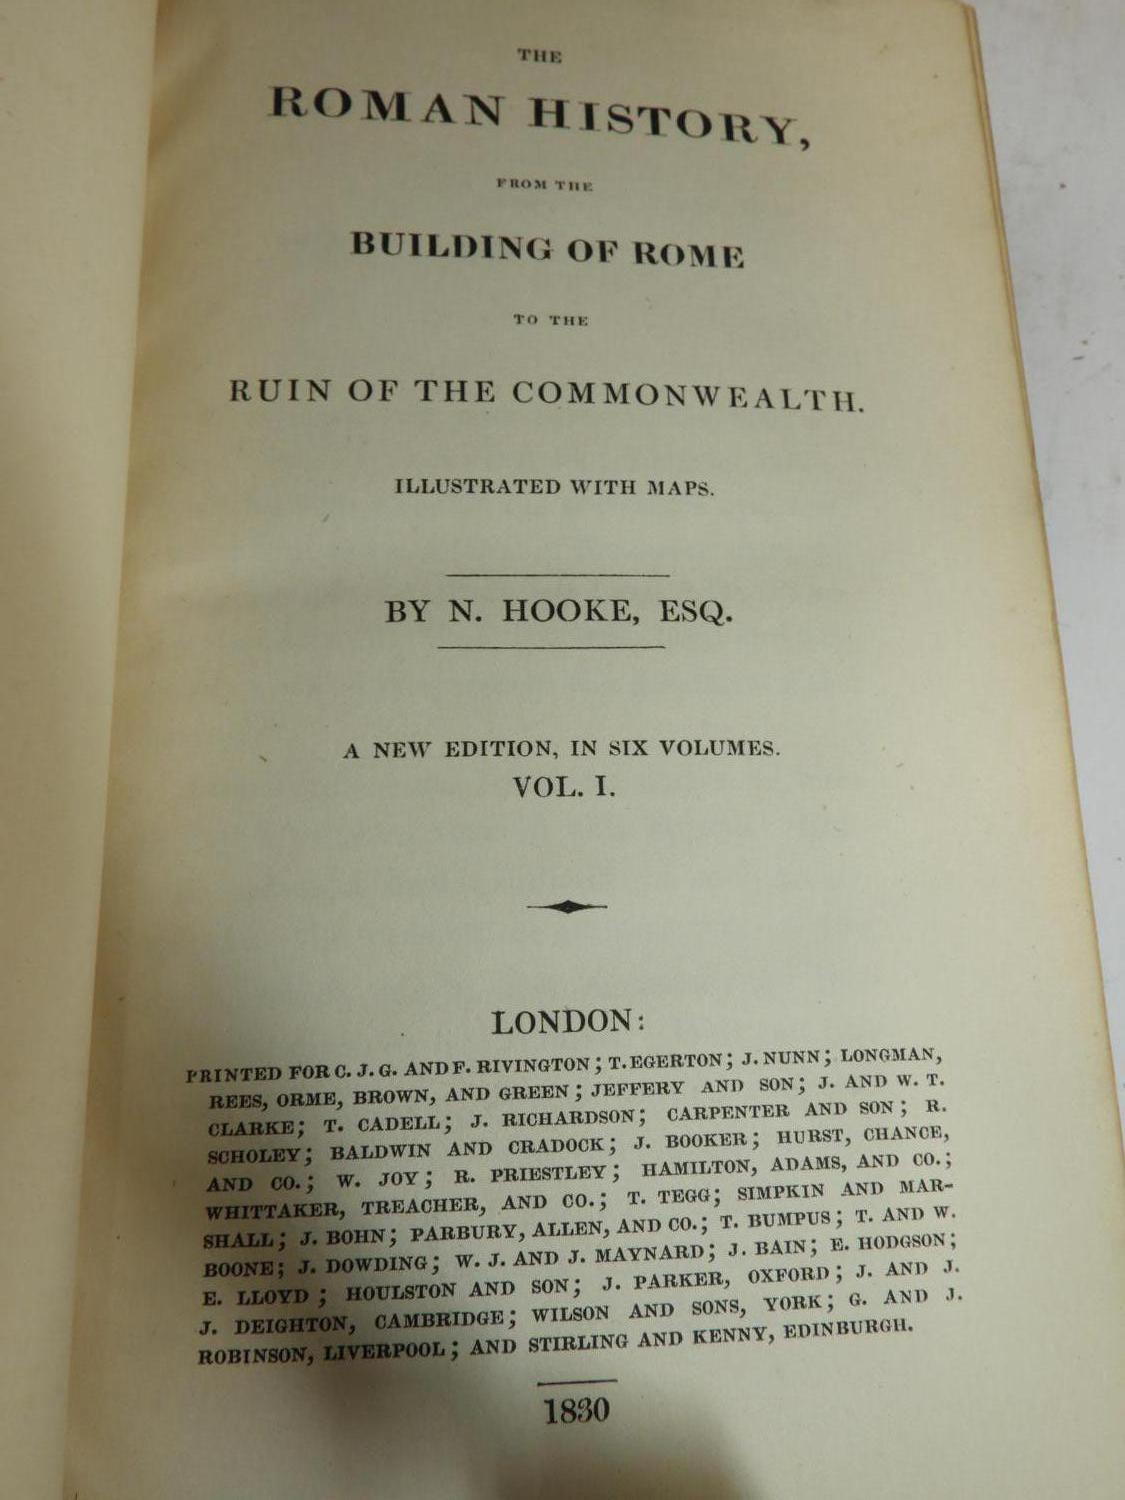 THE
ROMAN HISTORY,
FROM THE
BUILDING OF ROME
TO THE
RUIN OF THE COMMONWEALTH.
ILLUSTRATED WITH MAPS.
BY N. HOOKE, ESQ.
A NEW EDITION, IN SIX VOLUMES.
VOL. I.
LONDON:
PRINTED FOR C. J. G. AND F. RIVINGTON; T. EGERTON; J. NUNN; LONGMAN,
REES, ORME, BROWN, AND GREEN; JEFFERY AND SON; J. AND W. T.
CLARKE; T. CADELL; J. RICHARDSON; CARPENTER AND SON; R.
SCHOLEY; BALDWIN AND CRADOCK; J. BOOKER; HURST, CHANCE,
AND CO.; W. JOY; R. PRIESTLEY; HAMILTON, ADAMS, AND CO.;
WHITTAKER, TREACHER, AND CO.; T. TEGG; SIMPKIN AND MAR-
SHALL; J. BOHN; PARBURY, ALLEN, AND CO.; T. BUMPUS; T. AND W.
BOONE; J. DOWDING; W. J. AND J. MAYNARD; J. BAIN; E. HODGSON;
E. LLOYD; HOULSTON AND SON; J. PARKER, OXFORD; J. AND J.
J. DEIGHTON, CAMBRIDGE; WILSON AND SONS, YORK; G. AND J.
ROBINSON, LIVERPOOL; AND STIRLING AND KENNY, EDINBURGH.
1830